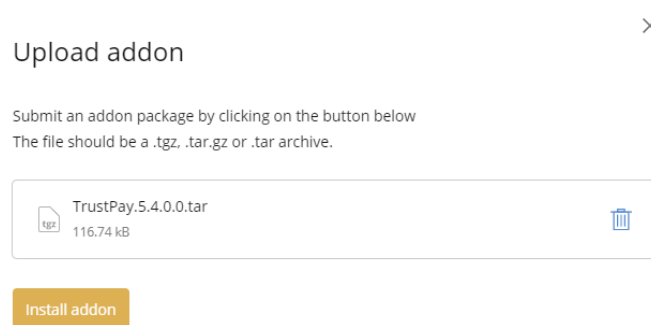 Upload addon
Submit an addon package by clicking on the button below
The file should be a .tgz, .tar.gz or .tar archive.
TrustPay.5.4.0.0.tar
tgz
116.74 kB
Install addon